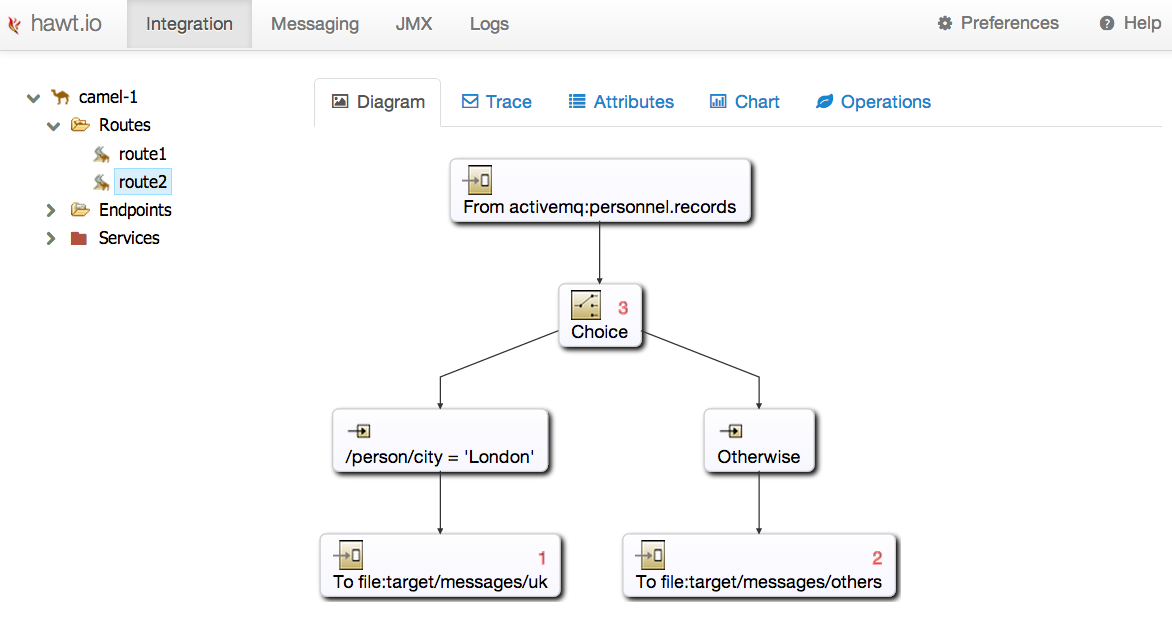 hawt.io Integration Messaging JMX Logs Preferences Help
camel-1
Routes
route1
route2
Endpoints
Services
Diagram Trace Attributes Chart Operations
From activemq:personnel.records
3
Choice
/person/city = 'London'
Otherwise
1
To file:target/messages/uk
2
To file:target/messages/others